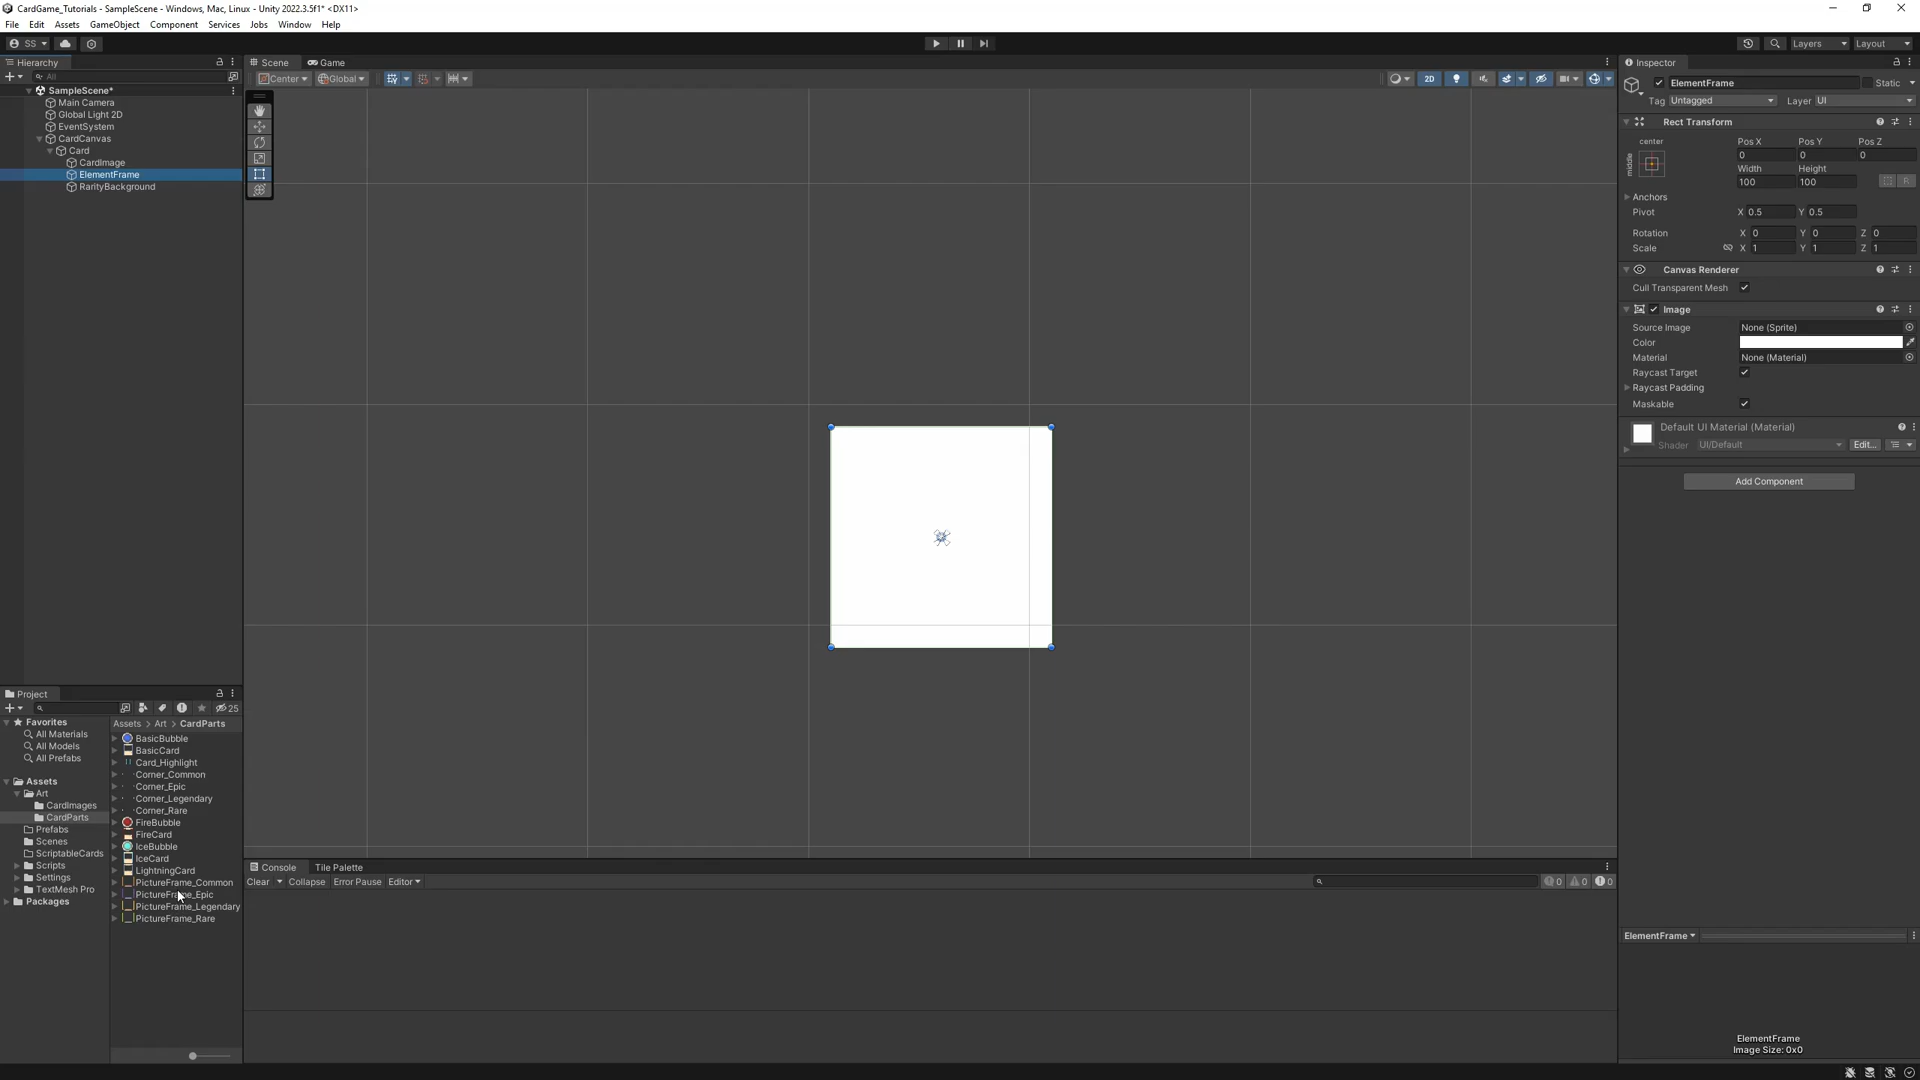 CardGame_Tutorials - SampleScene - Windows, Mac, Linux - Unity 2022.3.5f1* <DX11>
File Edit Assets GameObject Component Services Jobs Window Help
SS
Layers Layout
Hierarchy
All
SampleScene*
Main Camera
Global Light 2D
EventSystem
CardCanvas
Card
CardImage
ElementFrame
RarityBackground
Scene Game
Center Global
2D
Inspector
ElementFrame Static
Tag Untagged Layer UI
Rect Transform
center
middle
Pos X Pos Y Pos Z
0 0 0
Width Height
100 100
R
Anchors
Pivot X 0.5 Y 0.5
Rotation X 0 Y 0 Z 0
Scale X 1 Y 1 Z 1
Canvas Renderer
Cull Transparent Mesh
Image
Source Image None (Sprite)
Color
Material None (Material)
Raycast Target
Raycast Padding
Maskable
Default UI Material (Material)
Shader UI/Default Edit...
Add Component
ElementFrame
ElementFrame
Image Size: 0x0
Project
25
Favorites
All Materials
All Models
All Prefabs
Assets
Art
CardImages
CardParts
Prefabs
Scenes
ScriptableCards
Scripts
Settings
TextMesh Pro
Packages
Assets > Art > CardParts
BasicBubble
BasicCard
Card_Highlight
Corner_Common
Corner_Epic
Corner_Legendary
Corner_Rare
FireBubble
FireCard
IceBubble
IceCard
LightningCard
PictureFrame_Common
PictureFrame_Epic
PictureFrame_Legendary
PictureFrame_Rare
Console Tile Palette
Clear Collapse Error Pause Editor
0 0 0